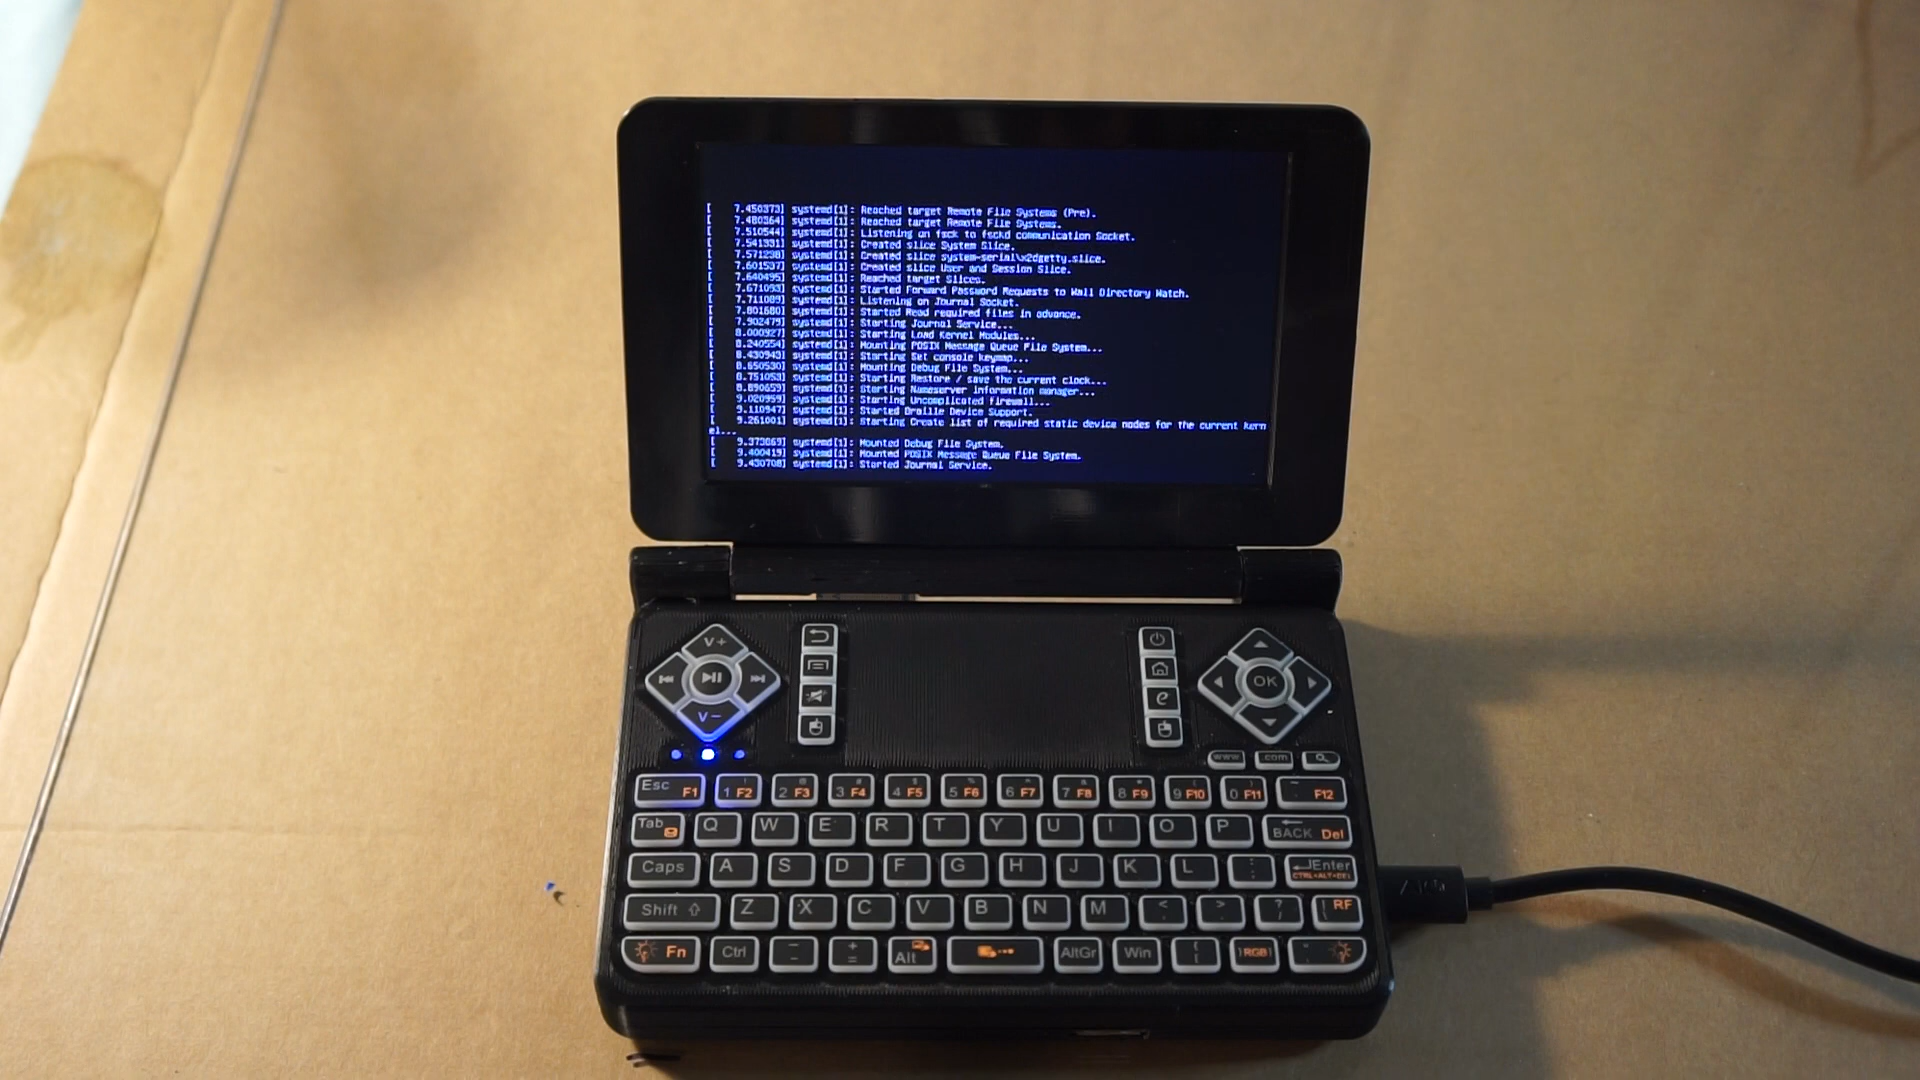 [    7.450373] systemd[1]: Reached target Remote File Systems (Pre).
[    7.480364] systemd[1]: Reached target Remote File Systems.
[    7.510544] systemd[1]: Listening on fsck to fsckd communication Socket.
[    7.541331] systemd[1]: Created slice System Slice.
[    7.571238] systemd[1]: Created slice system-serial\x2dgetty.slice.
[    7.601537] systemd[1]: Created slice User and Session Slice.
[    7.640495] systemd[1]: Reached target Slices.
[    7.671093] systemd[1]: Started Forward Password Requests to Wall Directory Watch.
[    7.711089] systemd[1]: Listening on Journal Socket.
[    7.801680] systemd[1]: Started Read required files in advance.
[    7.902479] systemd[1]: Starting Journal Service...
[    8.000927] systemd[1]: Starting Load Kernel Modules...
[    8.240554] systemd[1]: Mounting POSIX Message Queue File System...
[    8.430943] systemd[1]: Starting Set console keymap...
[    8.650530] systemd[1]: Mounting Debug File System...
[    8.751053] systemd[1]: Starting Restore / save the current clock...
[    8.890659] systemd[1]: Starting Nameserver information manager...
[    9.020959] systemd[1]: Starting Uncomplicated firewall...
[    9.110947] systemd[1]: Started Braille Device Support.
[    9.261001] systemd[1]: Starting Create list of required static device nodes for the current kern
el...
[    9.373869] systemd[1]: Mounted Debug File System.
[    9.400419] systemd[1]: Mounted POSIX Message Queue File System.
[    9.430708] systemd[1]: Started Journal Service.
V+
V-
OK
www .com
Esc F1 1 F2 2 F3 3 F4 4 F5 5 F6 6 F7 7 F8 8 F9 9 F10 0 F11 F12
Tab Q W E R T Y U I O P BACK Del
Caps A S D F G H J K L : ; Enter
CTRL+ALT+DEL
Shift Z X C V B N M < , > . ? / RF
Fn Ctrl _ - + = Alt AltGr Win { [ RGB